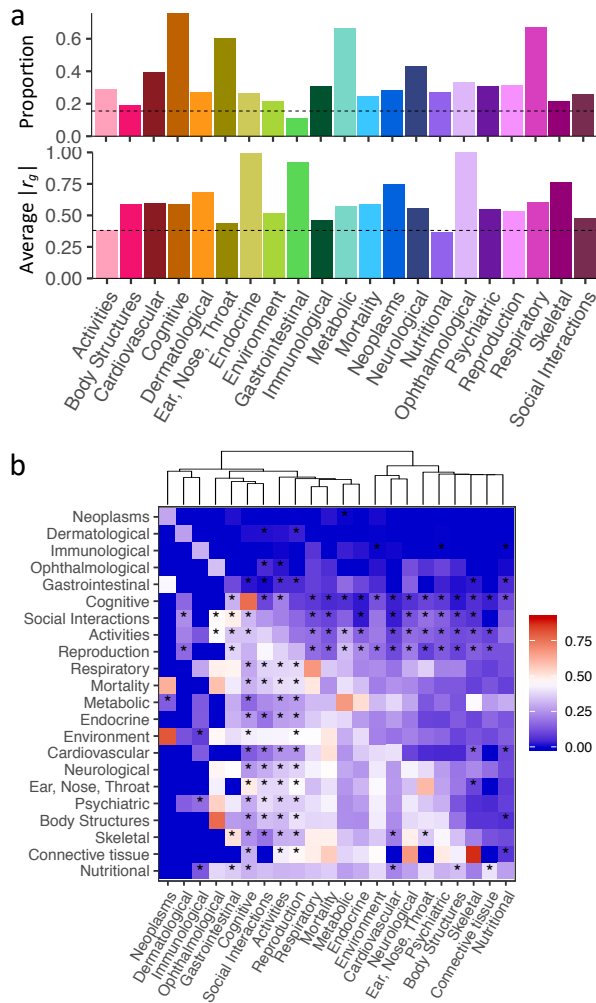 a
Proportion
0.6
0.4
0.2
0.0
Average |r_g|
1.00
0.75
0.50
0.25
0.00
Activities
Body Structures
Cardiovascular
Cognitive
Dermatological
Ear, Nose, Throat
Endocrine
Environment
Gastrointestinal
Immunological
Metabolic
Mortality
Neoplasms
Neurological
Nutritional
Ophthalmological
Psychiatric
Reproduction
Respiratory
Skeletal
Social Interactions
b
Neoplasms
Dermatological
Immunological
Ophthalmological
Gastrointestinal
Cognitive
Social Interactions
Activities
Reproduction
Respiratory
Mortality
Metabolic
Endocrine
Environment
Cardiovascular
Neurological
Ear, Nose, Throat
Psychiatric
Body Structures
Skeletal
Connective tissue
Nutritional
0.75
0.50
0.25
0.00
Neoplasms
Dermatological
Immunological
Ophthalmological
Gastrointestinal
Cognitive
Social Interactions
Activities
Reproduction
Respiratory
Mortality
Metabolic
Endocrine
Environment
Cardiovascular
Neurological
Ear, Nose, Throat
Psychiatric
Body Structures
Skeletal
Connective tissue
Nutritional